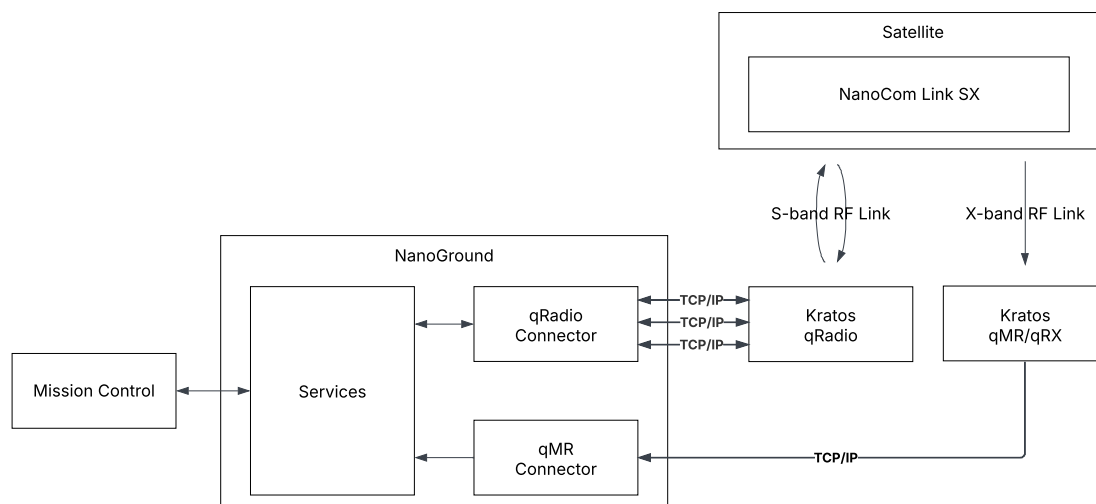 Satellite
NanoCom Link SX
S-band RF Link
X-band RF Link
NanoGround
qRadio
Connector
TCP/IP
TCP/IP
TCP/IP
Kratos
qRadio
Kratos
qMR/qRX
Mission Control
Services
qMR
Connector
TCP/IP